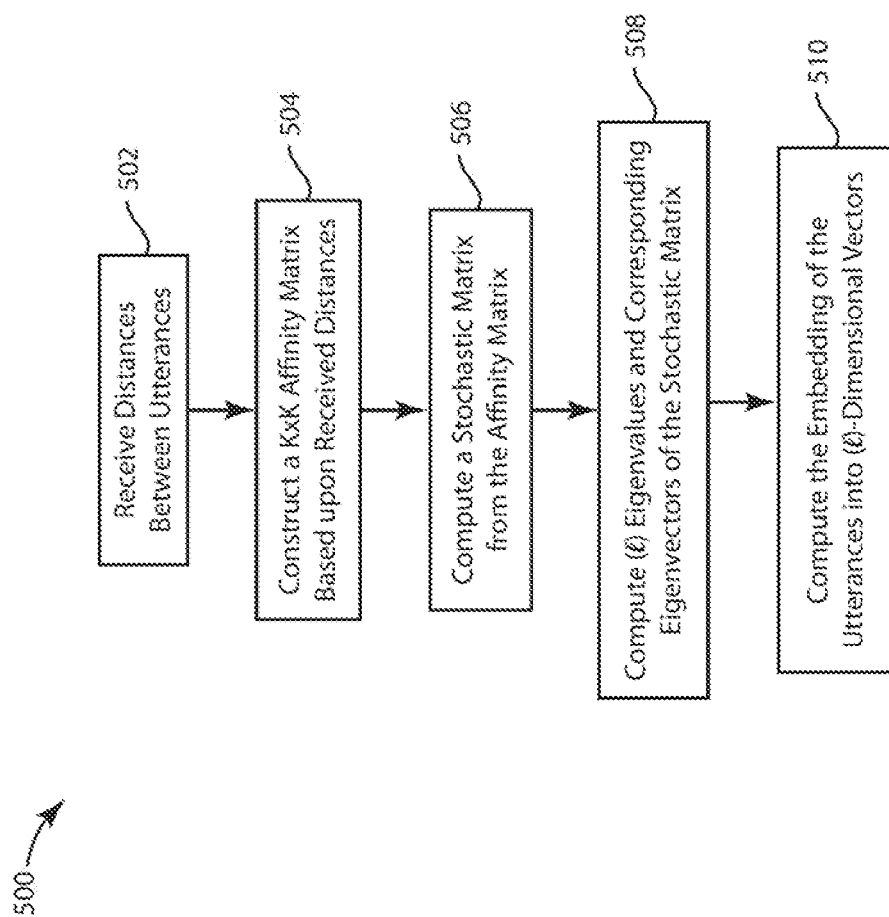 500
Receive Distances
Between Utterances
502
Construct a KxK Affinity Matrix
Based upon Received Distances
504
Compute a Stochastic Matrix
from the Affinity Matrix
506
Compute (ℓ) Eigenvalues and Corresponding
Eigenvectors of the Stochastic Matrix
508
Compute the Embedding of the
Utterances into (ℓ)-Dimensional Vectors
510